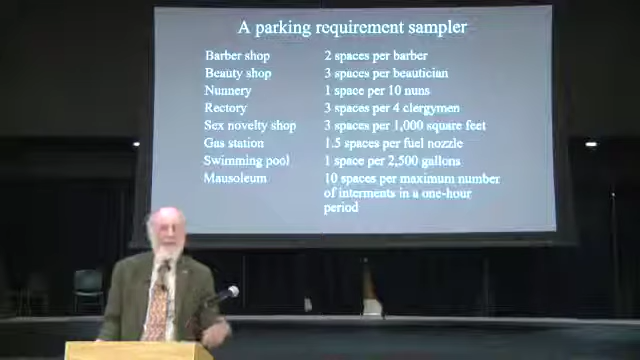 A parking requirement sampler
Barber shop 2 spaces per barber
Beauty shop 3 spaces per beautician
Nunnery 1 space per 10 nuns
Rectory 3 spaces per 4 clergymen
Sex novelty shop 3 spaces per 1,000 square feet
Gas station 1.5 spaces per fuel nozzle
Swimming pool 1 space per 2,500 gallons
Mausoleum 10 spaces per maximum number
of interments in a one-hour
period